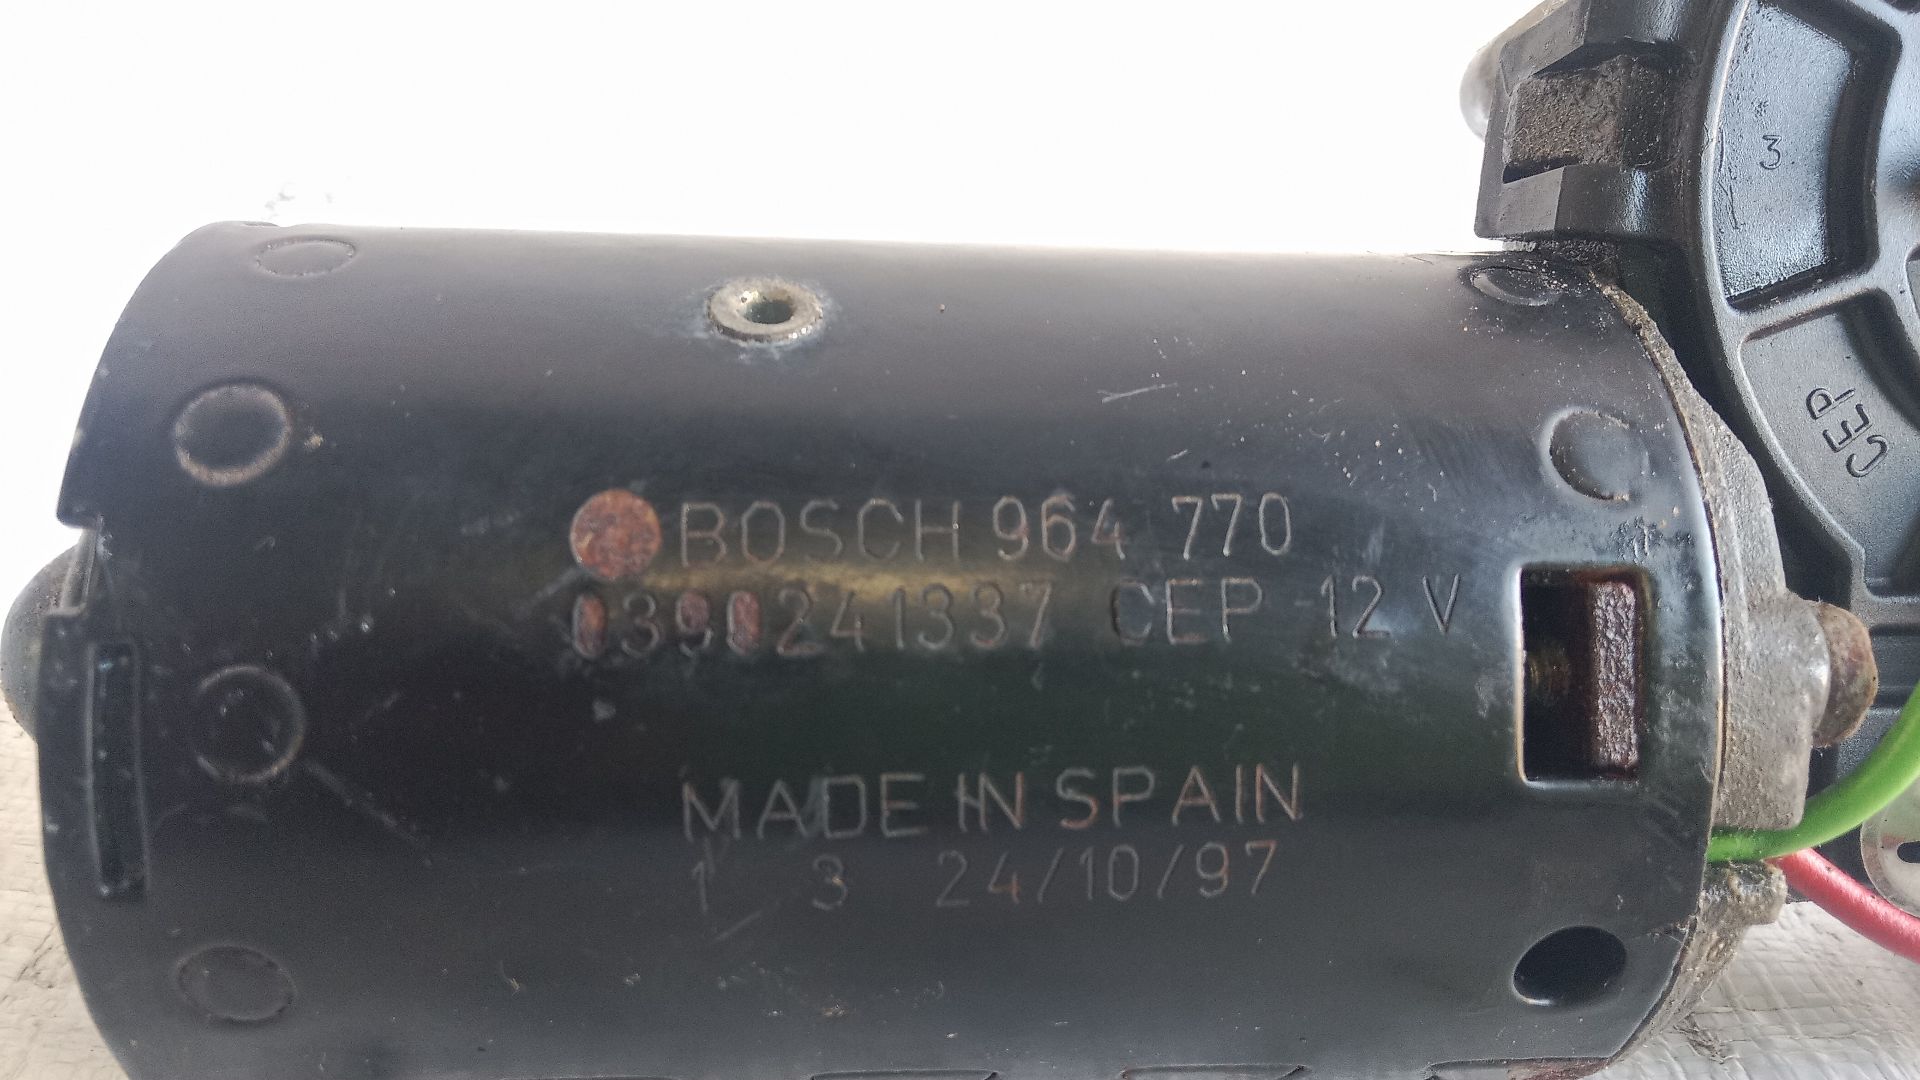 3
CEP
BOSCH 964 770
0390241337 CEP 12 V
MADE IN SPAIN
1 3 24/10/97